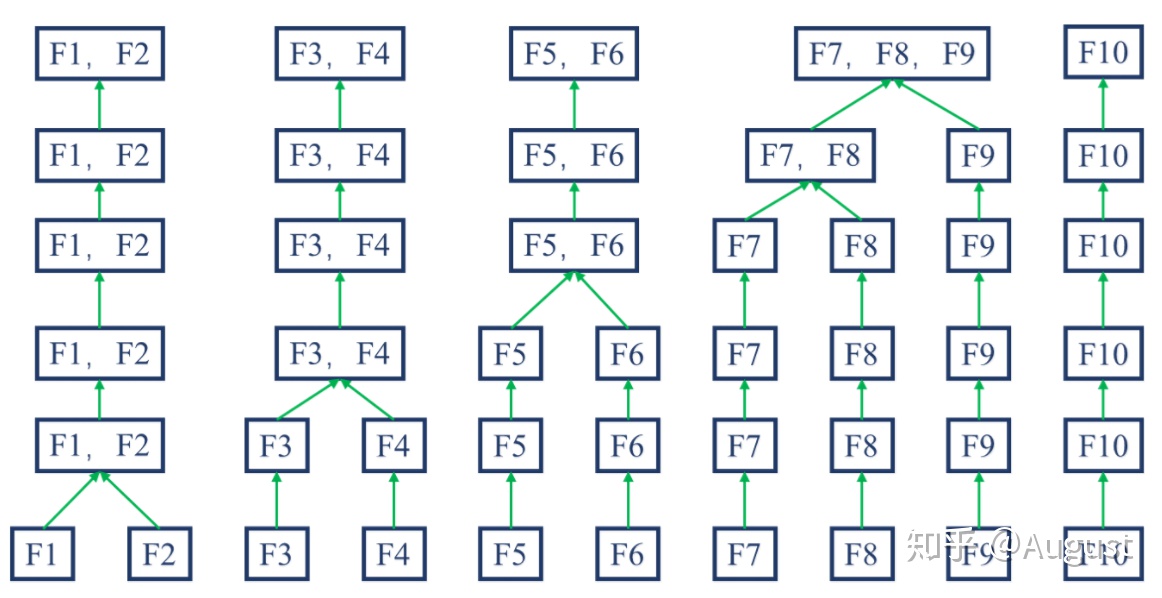 F1, F2 F3, F4 F5, F6 F7, F8, F9 F10
F1, F2 F3, F4 F5, F6 F7, F8 F9 F10
F1, F2 F3, F4 F5, F6 F7 F8 F9 F10
F1, F2 F3, F4 F5 F6 F7 F8 F9 F10
F1, F2 F3 F4 F5 F6 F7 F8 F9 F10
F1 F2 F3 F4 F5 F6 F7 F8 F9 F10
知乎 @August